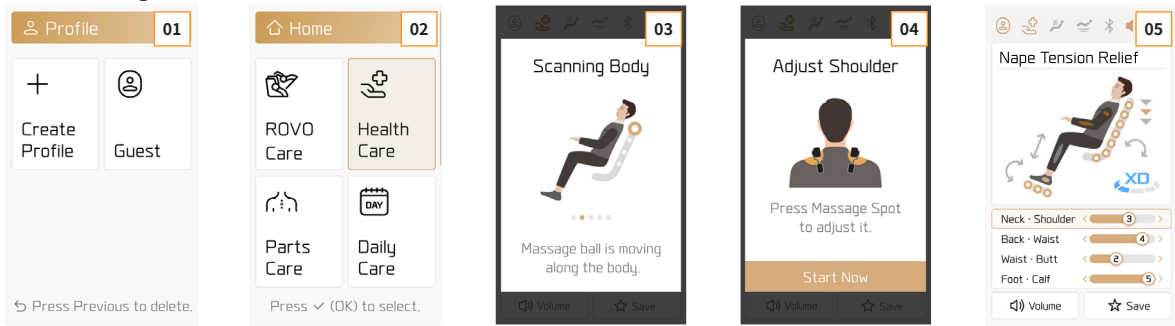 Profile
01
Create
Profile
Guest
Press Previous to delete.
Home
02
ROVO
Care
Health
Care
DAY
Parts
Care
Daily
Care
Press ✓ (OK) to select.
03
Scanning Body
Massage ball is moving
along the body.
Volume
Save
04
Adjust Shoulder
Press Massage Spot
to adjust it.
Start Now
Volume
Save
05
Nape Tension Relief
XD
Neck · Shoulder < 3 >
Back · Waist < 4 >
Waist · Butt < 2 >
Foot · Calf < 5 >
Volume
Save